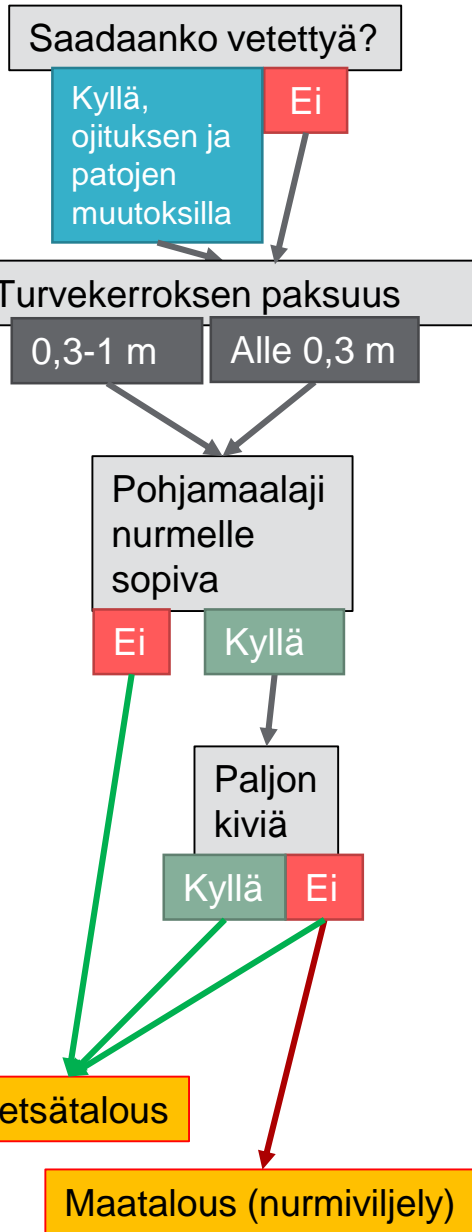 Saadaanko vetettyä?
Kyllä,
ojituksen ja
patojen
muutoksilla
Ei
Turvekerroksen paksuus
0,3-1 m
Alle 0,3 m
Pohjamaalaji
nurmelle
sopiva
Ei
Kyllä
Paljon
kiviä
Kyllä
Ei
etsätalous
Maatalous (nurmiviljely)